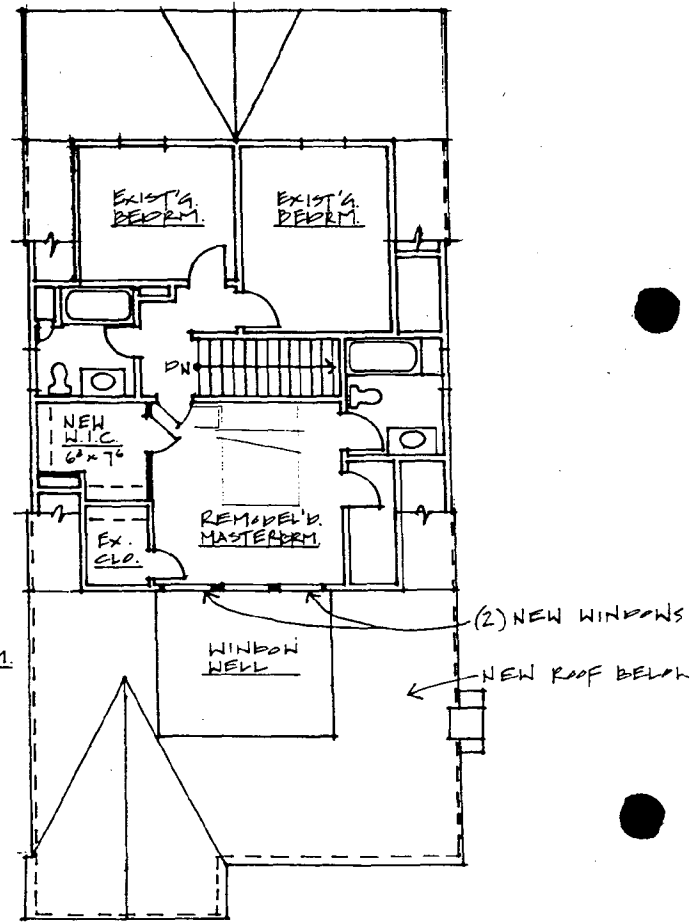 EXIST'G.
BEDRM.
EXIST'G.
BEDRM.
DN
NEW
W.I.C.
6⁸ x 7⁶
REMODEL'D.
MASTERBRM.
EX.
CLO.
(2) NEW WINDOWS
WINDOW
WELL
NEW ROOF BELOW